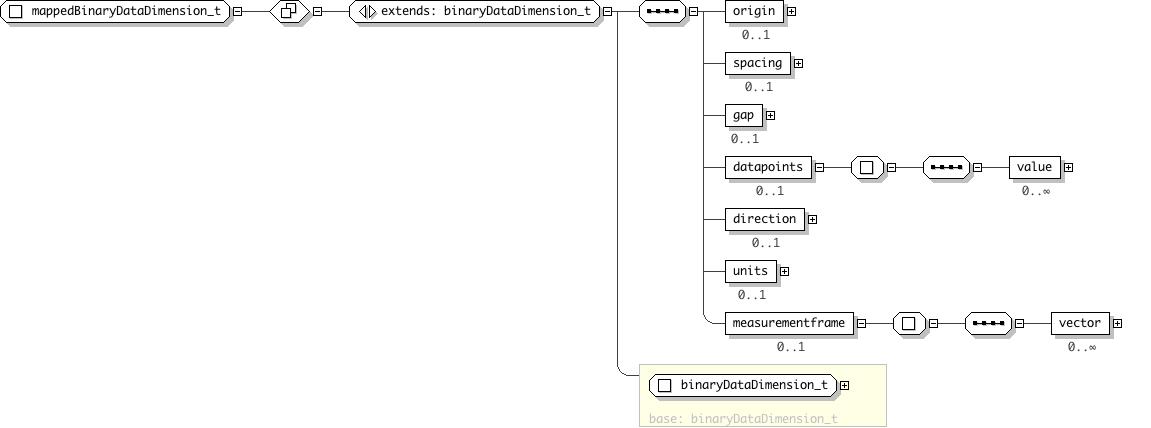 mappedBinaryDataDimension_t
extends: binaryDataDimension_t
origin
0..1
spacing
0..1
gap
0..1
datapoints
0..1
value
0..∞
direction
0..1
units
0..1
measurementframe
0..1
vector
0..∞
binaryDataDimension_t
base: binaryDataDimension_t